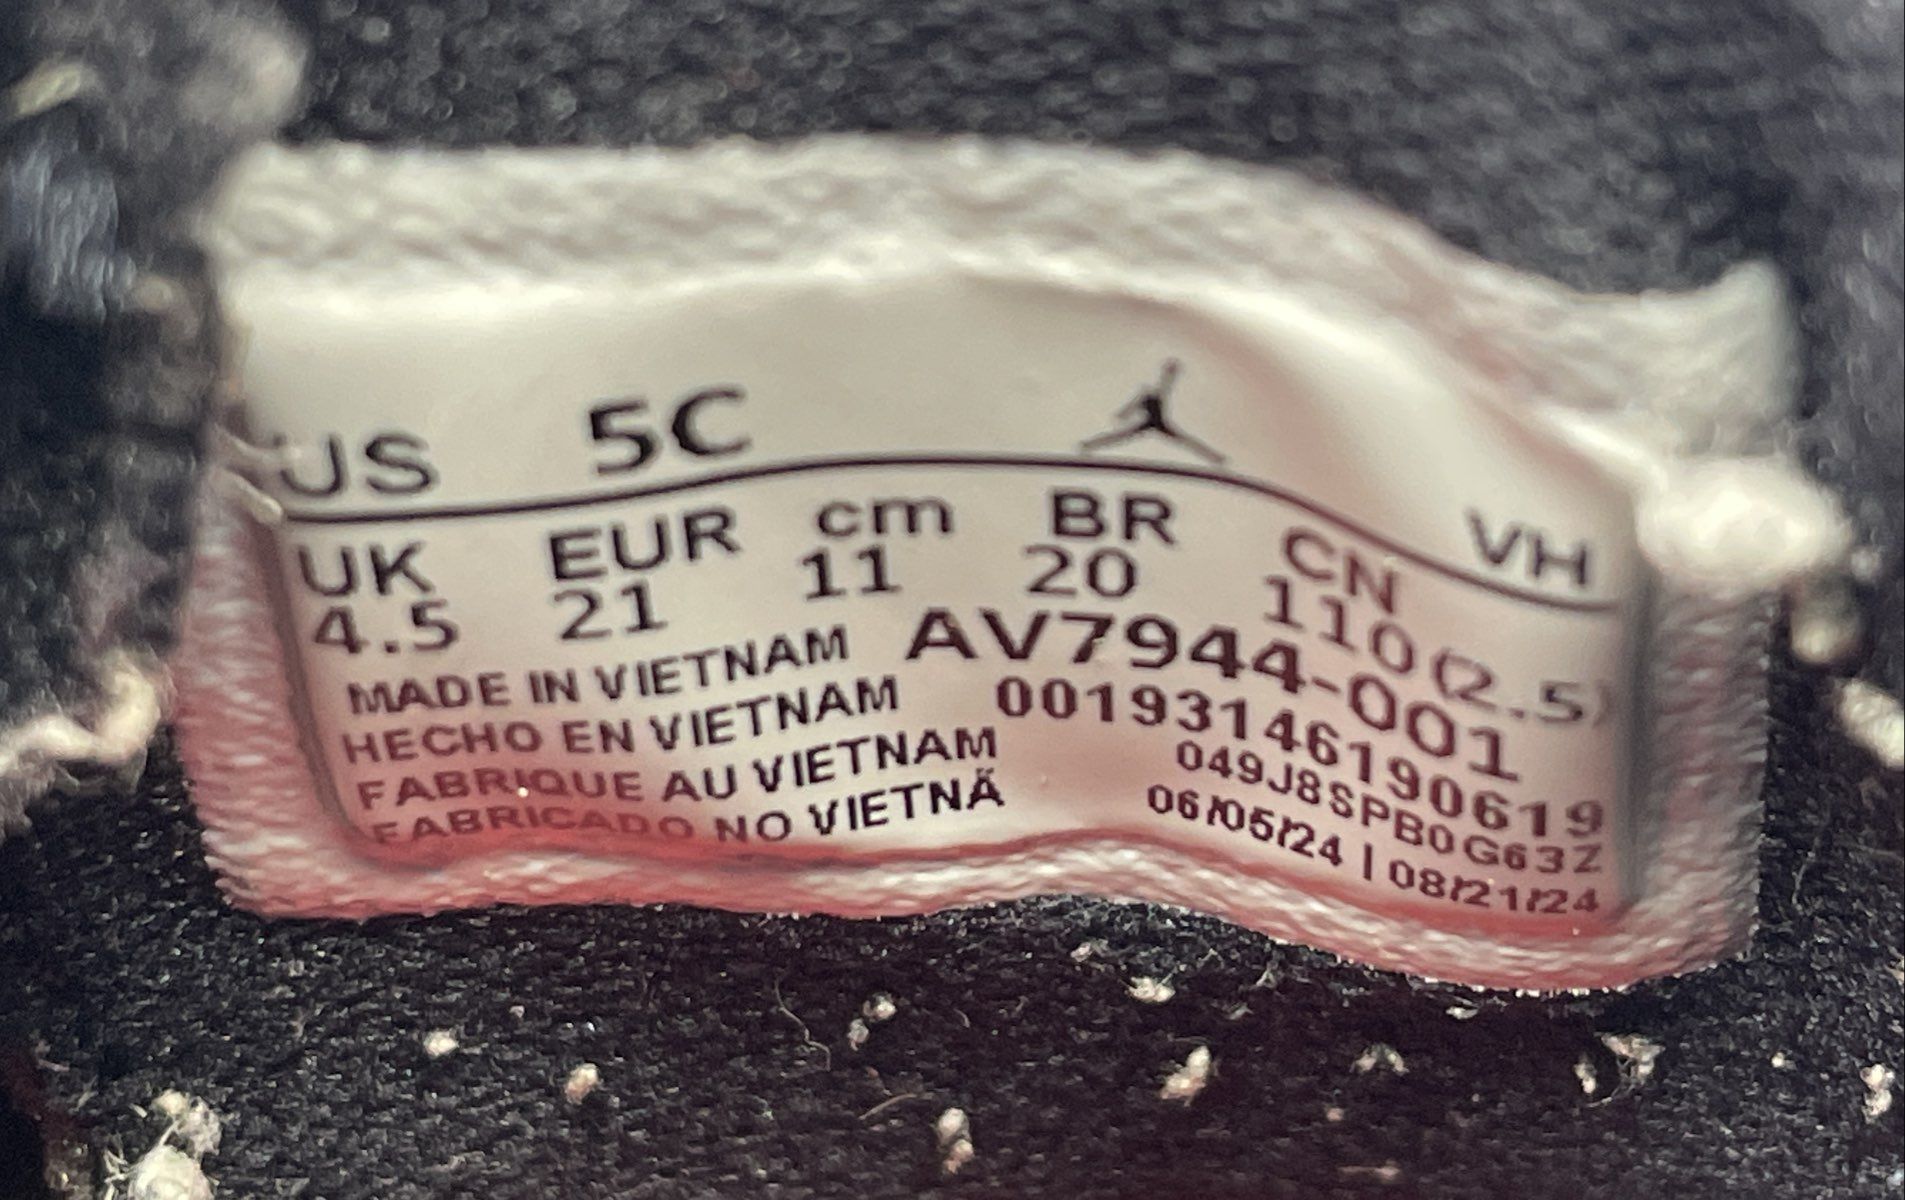 US 5C VH
UK EUR cm BR CN
4.5 21 11 20 110(2.5)
MADE IN VIETNAM AV7944-001
HECHO EN VIETNAM 00193146190619
FABRIQUE AU VIETNAM 049J8SPB0G63Z
FABRICADO NO VIETNÃ 06/05/24 | 08/21/24